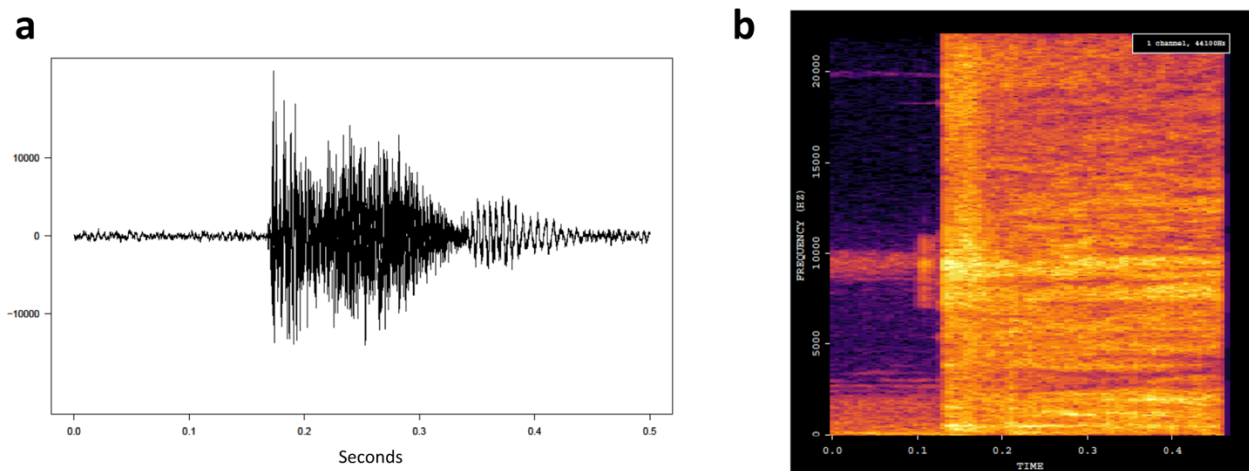 a
10000
0
−10000
0.0 0.1 0.2 0.3 0.4 0.5
Seconds
b
1 channel, 44100Hz
20000
15000
10000
5000
0
FREQUENCY (HZ)
0.0 0.1 0.2 0.3 0.4
TIME